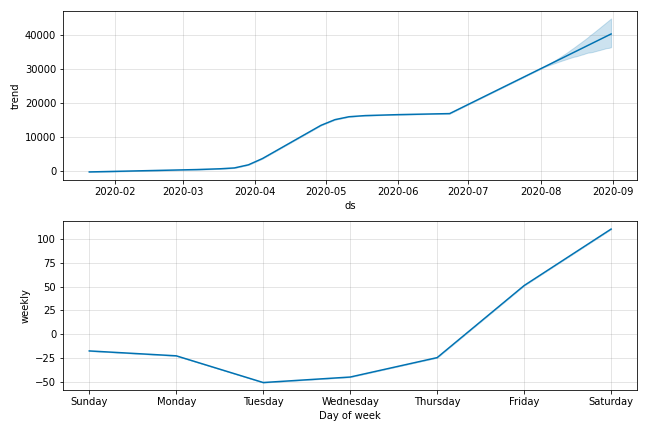 40000
30000
20000
10000
0
trend
2020-02 2020-03 2020-04 2020-05 2020-06 2020-07 2020-08 2020-09
ds
100
75
50
25
0
−25
−50
weekly
Sunday Monday Tuesday Wednesday Thursday Friday Saturday
Day of week